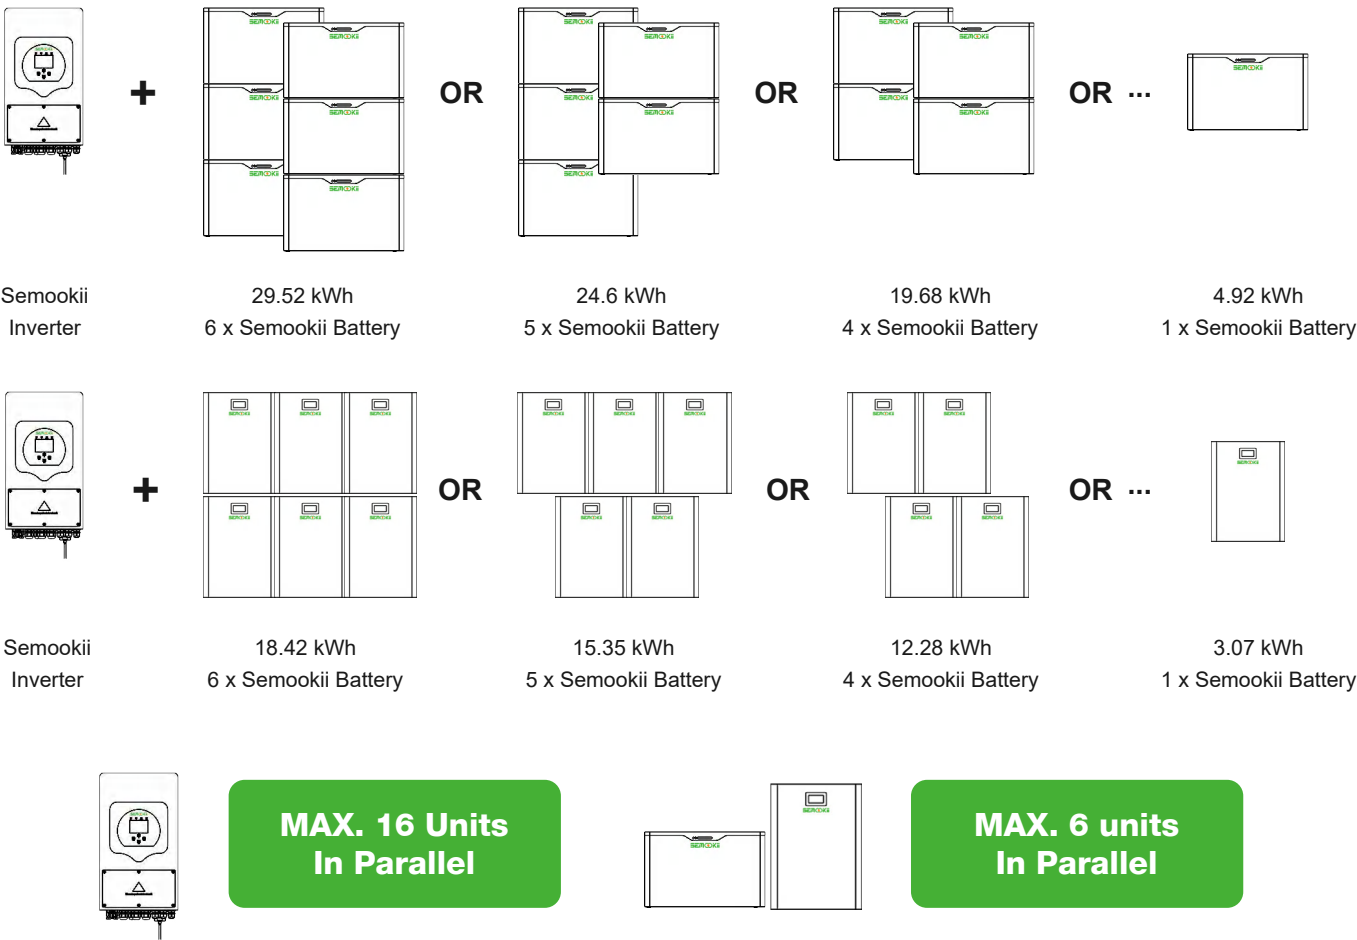 + OR OR OR ...
Semookii
Inverter
29.52 kWh
6 x Semookii Battery
24.6 kWh
5 x Semookii Battery
19.68 kWh
4 x Semookii Battery
4.92 kWh
1 x Semookii Battery
+ OR OR OR ...
Semookii
Inverter
18.42 kWh
6 x Semookii Battery
15.35 kWh
5 x Semookii Battery
12.28 kWh
4 x Semookii Battery
3.07 kWh
1 x Semookii Battery
MAX. 16 Units
In Parallel
MAX. 6 units
In Parallel